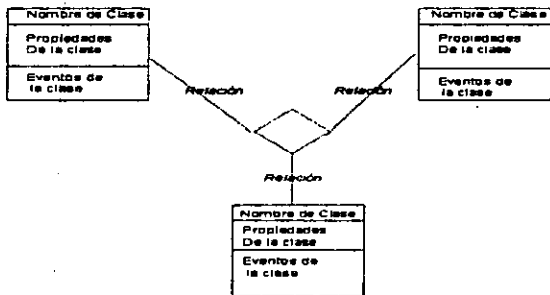 Nombre de Clase
Propiedades
De la clase
Eventos de
la clase
Nombre de Clase
Propiedades
De la clase
Eventos de
la clase
Relación
Relación
Relación
Nombre de Clase
Propiedades
De la clase
Eventos de
la clase